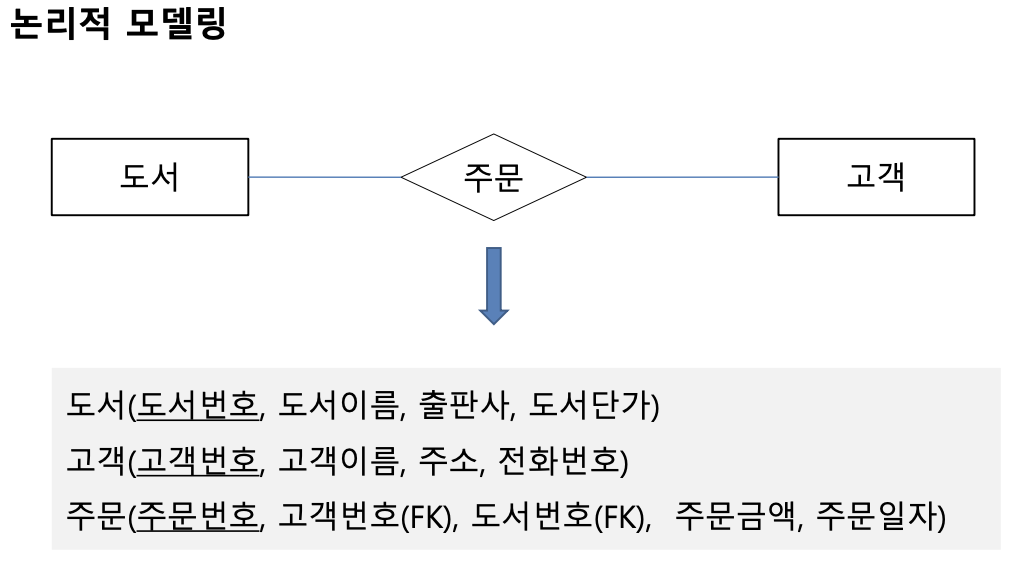 논리적 모델링
도서 주문 고객
도서(도서번호, 도서이름, 출판사, 도서단가)
고객(고객번호, 고객이름, 주소, 전화번호)
주문(주문번호, 고객번호(FK), 도서번호(FK), 주문금액, 주문일자)